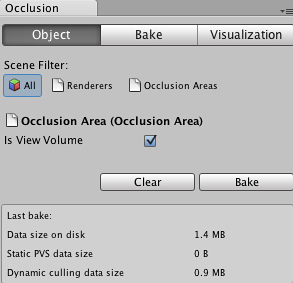 Occlusion
Object Bake Visualization
Scene Filter:
All Renderers Occlusion Areas
Occlusion Area (Occlusion Area)
Is View Volume
Clear Bake
Last bake:
Data size on disk 1.4 MB
Static PVS data size 0 B
Dynamic culling data size 0.9 MB